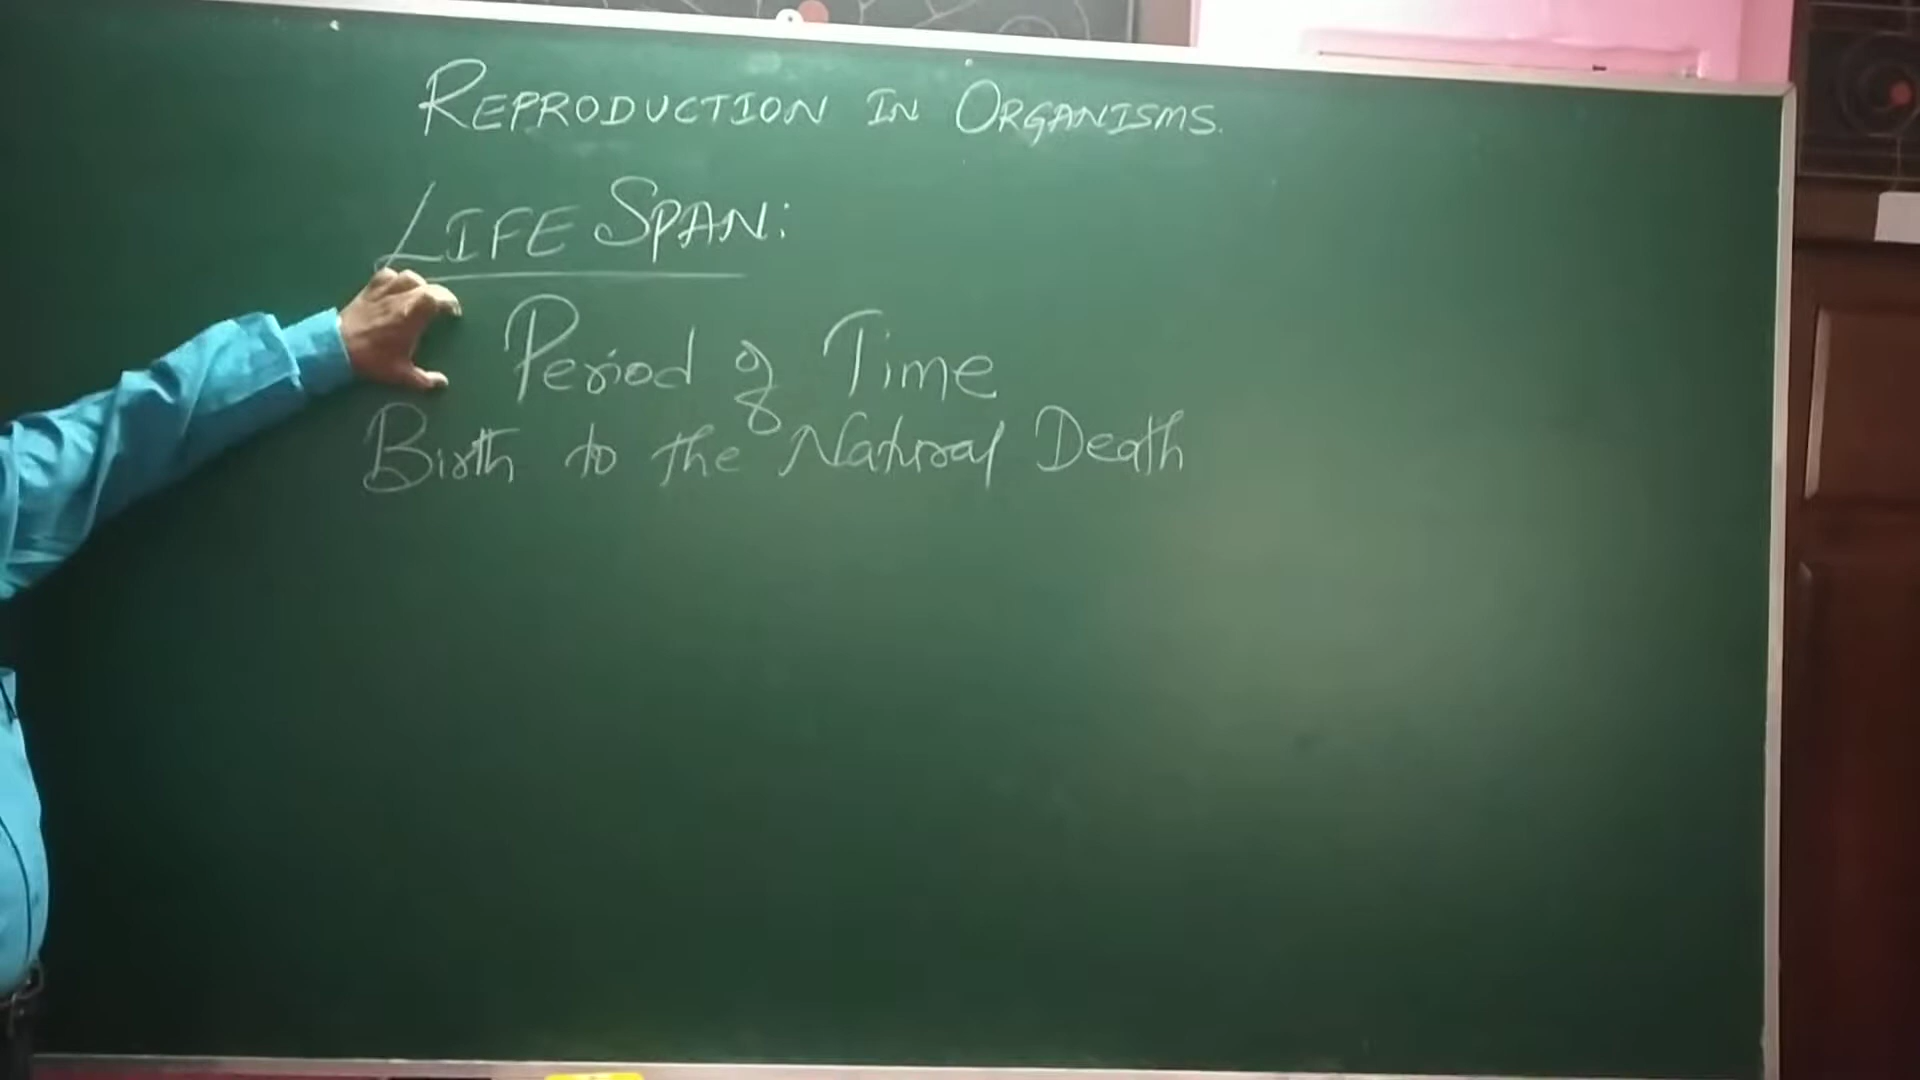 REPRODUCTION IN ORGANISMS.
LIFE SPAN:
Period of Time
Birth to the Natural Death